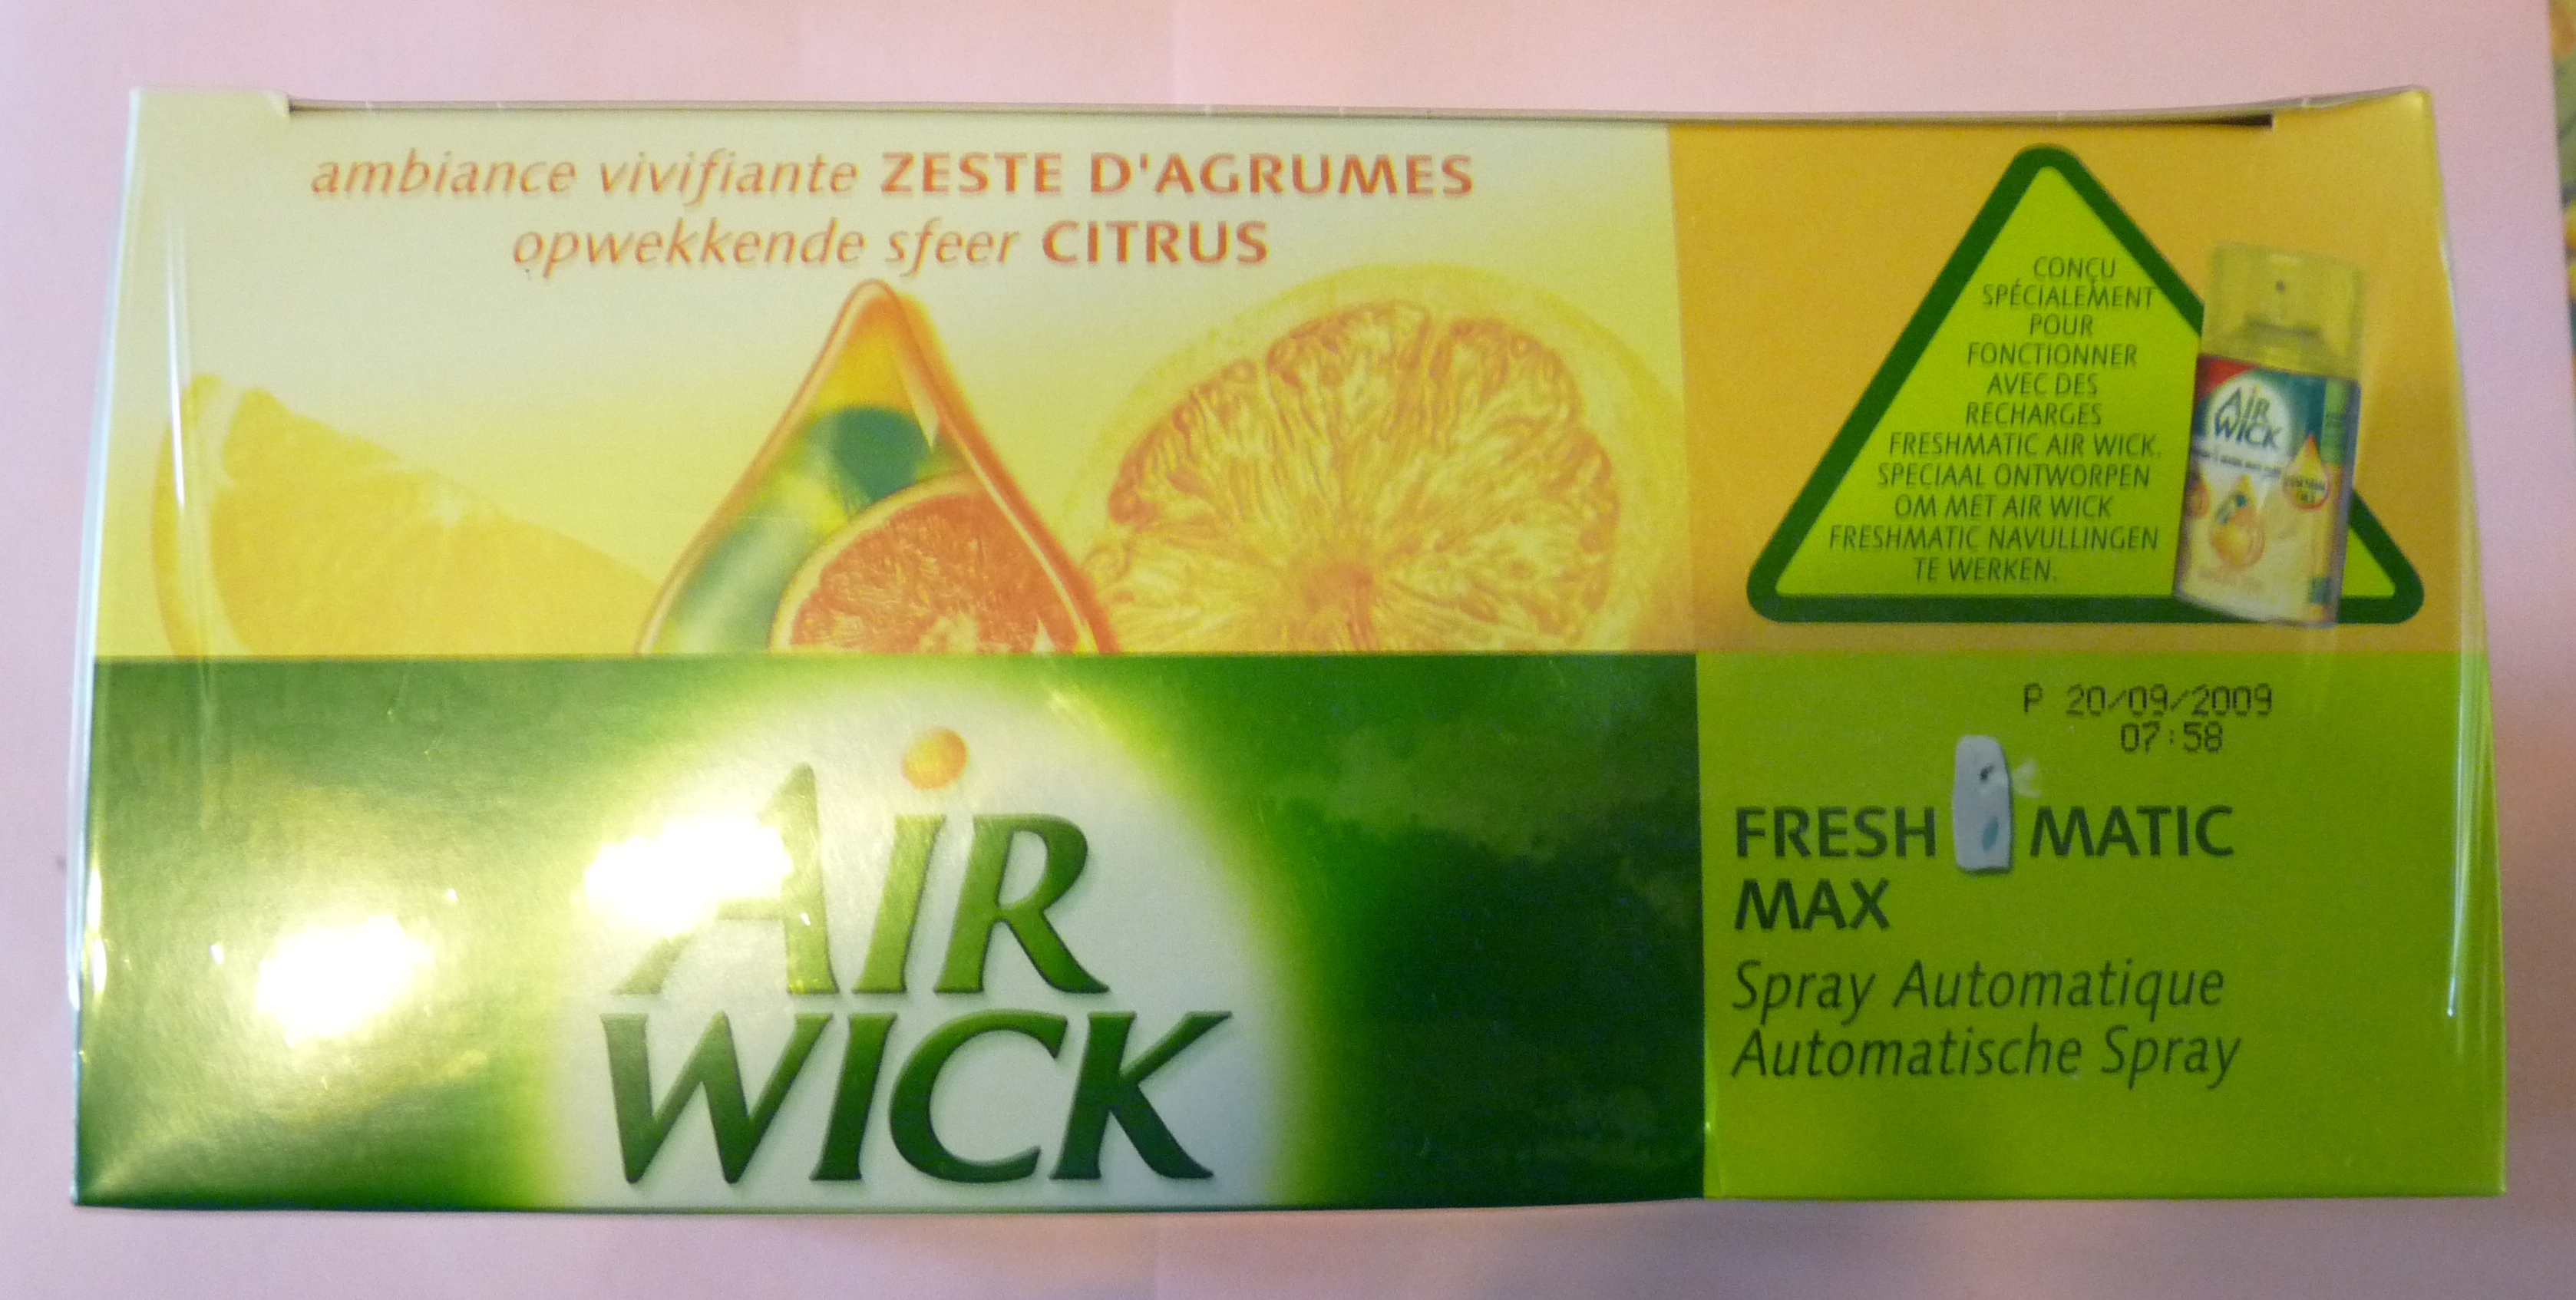 ambiance vivifiante ZESTE D'AGRUMES
opwekkende sfeer CITRUS
CONÇU
SPÉCIALEMENT
POUR
FONCTIONNER
AVEC DES
RECHARGES
FRESHMATIC AIR WICK.
SPECIAAL ONTWORPEN
OM MET AIR WICK
FRESHMATIC NAVULLINGEN
TE WERKEN.
AIR
WICK
AIR
WICK
P 20/09/2009
07:58
FRESH MATIC
MAX
Spray Automatique
Automatische Spray